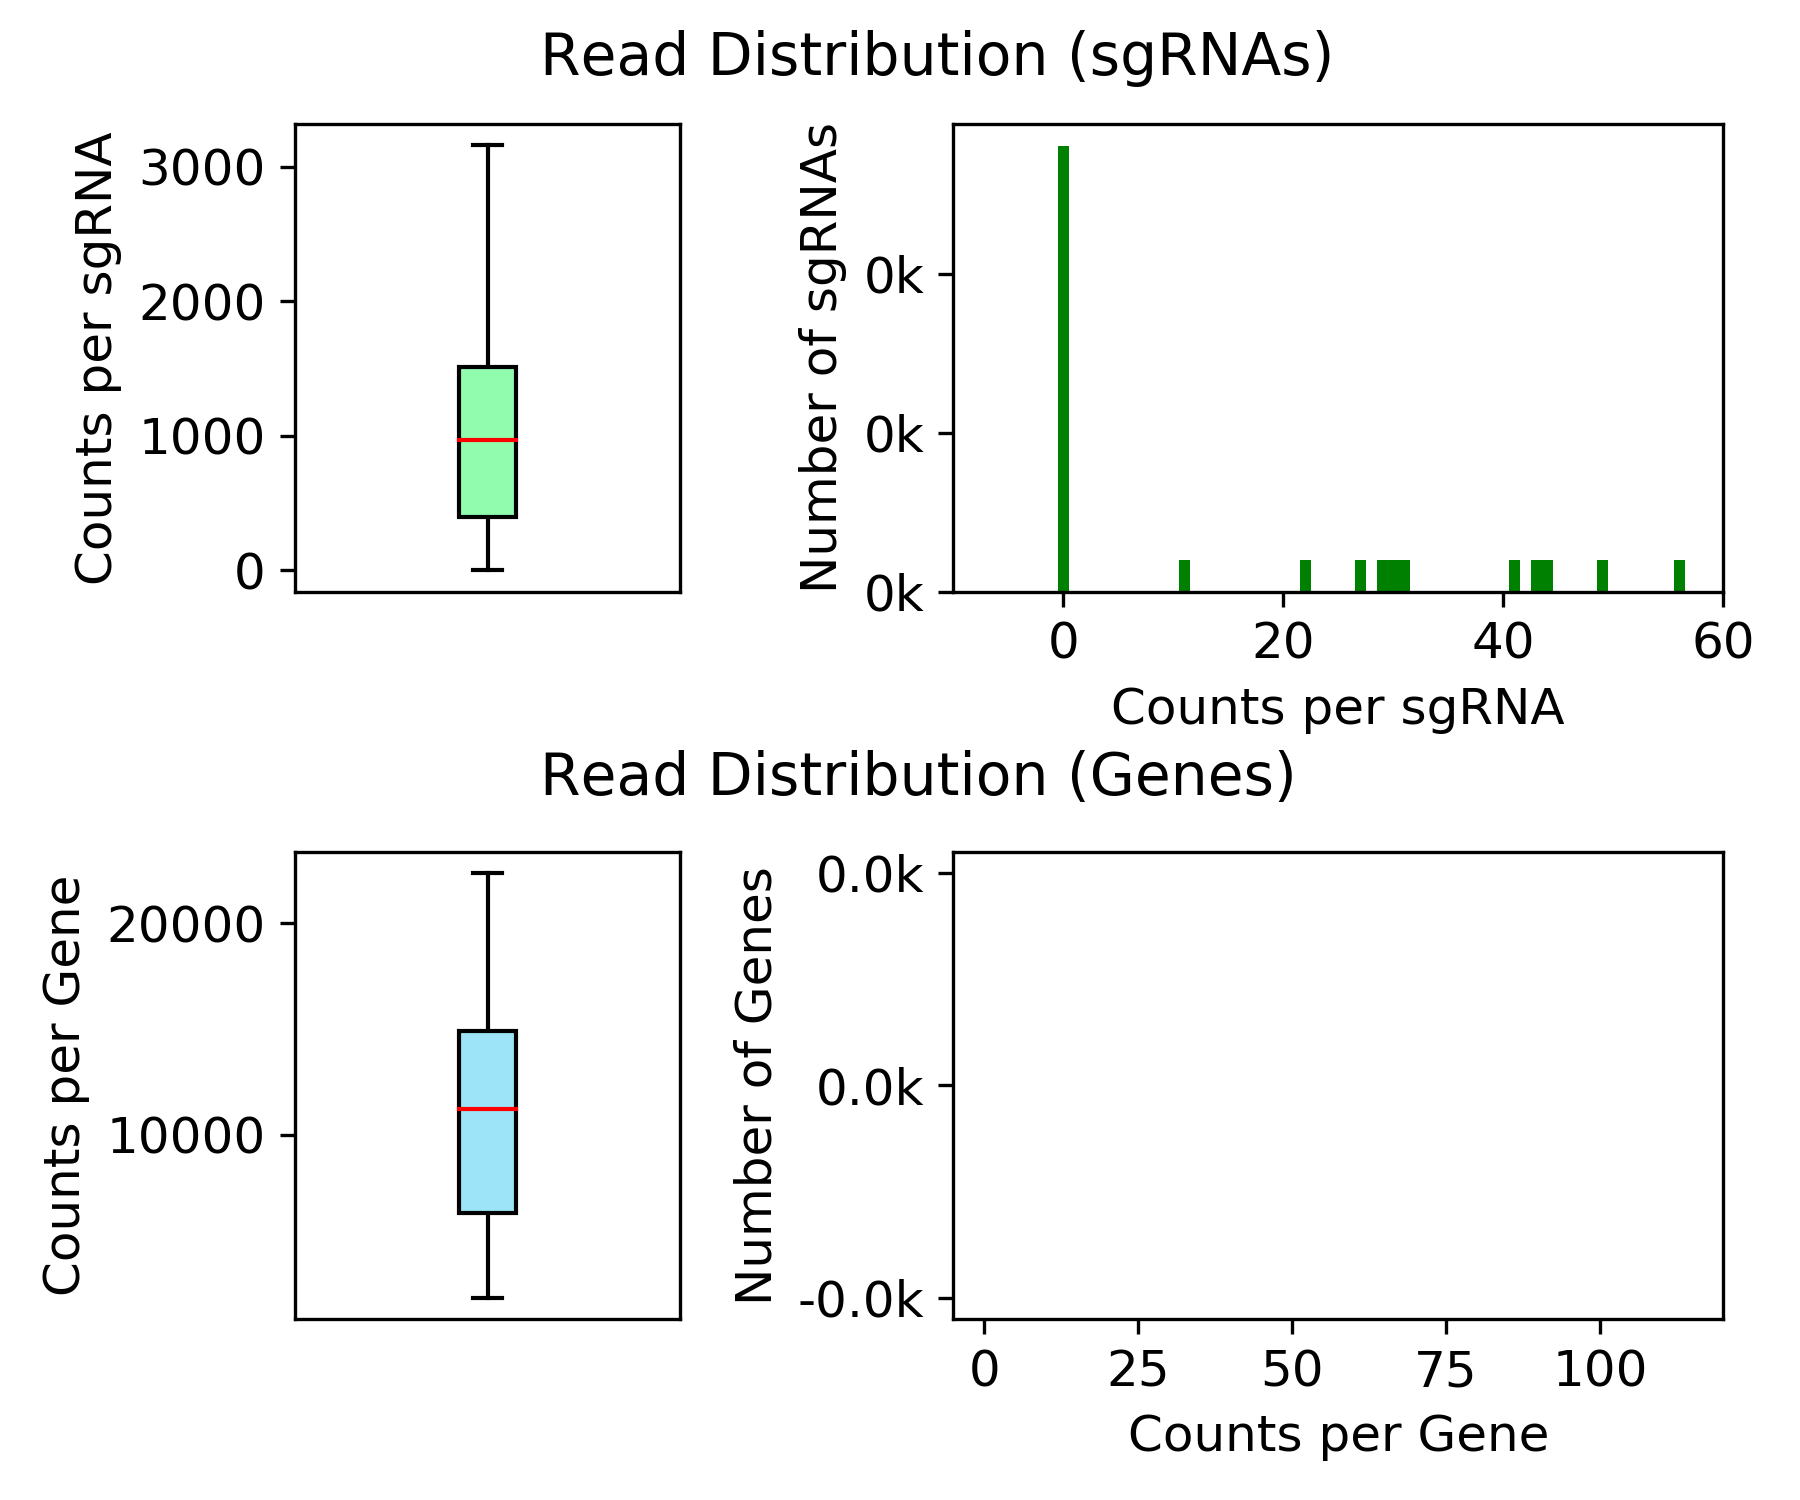 Read Distribution (sgRNAs)
Counts per sgRNA
3000
2000
1000
0
Number of sgRNAs
0k
0k
0k
0
20
40
60
Counts per sgRNA
Read Distribution (Genes)
Counts per Gene
20000
10000
Number of Genes
0.0k
0.0k
-0.0k
0
25
50
75
100
Counts per Gene